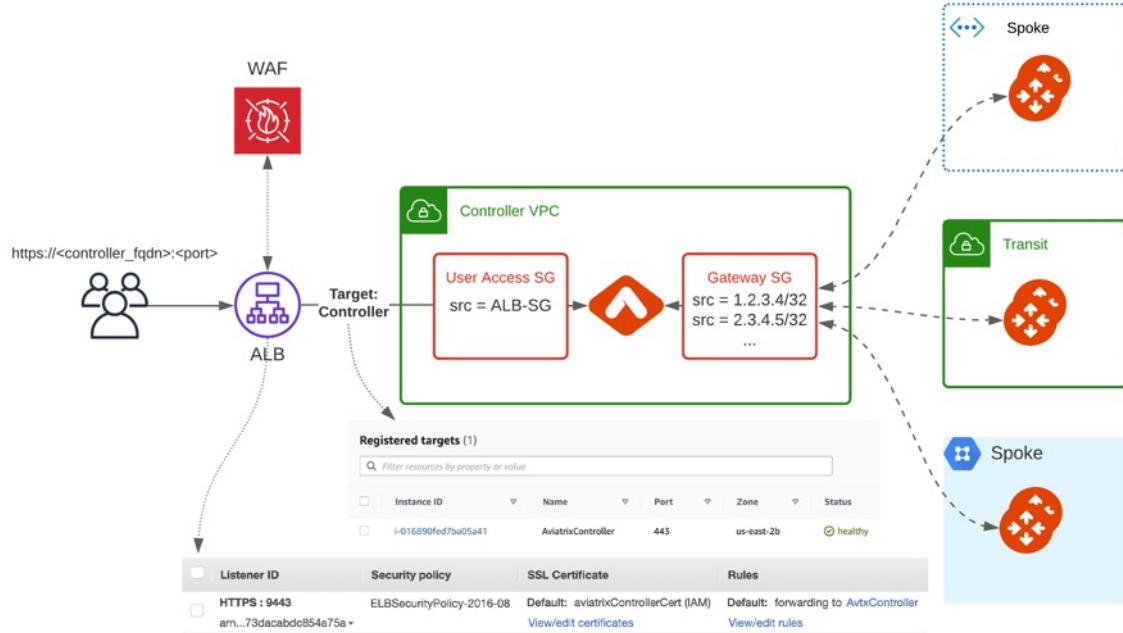 Spoke
WAF
Controller VPC
https://<controller_fqdn>:<port>
User Access SG
src = ALB-SG
Gateway SG
src = 1.2.3.4/32
src = 2.3.4.5/32
...
Transit
Target:
Controller
ALB
Registered targets (1)
Filter resources by property or value
Instance ID Name Port Zone Status
i-016890fed7ba05a41 AviatrixController 443 us-east-2b healthy
Spoke
Listener ID Security policy SSL Certificate Rules
HTTPS : 9443 ELBSecurityPolicy-2016-08 Default: aviatrixControllerCert (IAM) Default: forwarding to AvtxController
arn...73dacabdc854a75a View/edit certificates View/edit rules